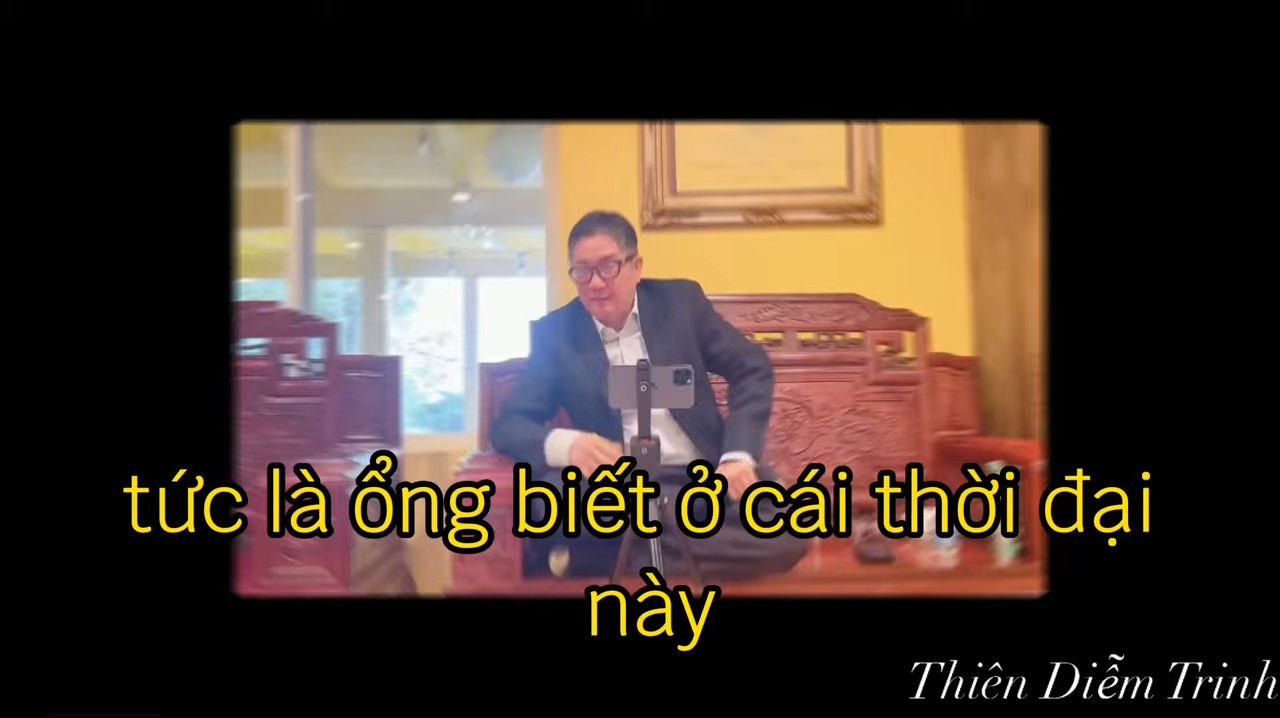 tức là ổng biết ở cái thời đại
này
Thiên Diễm Trinh